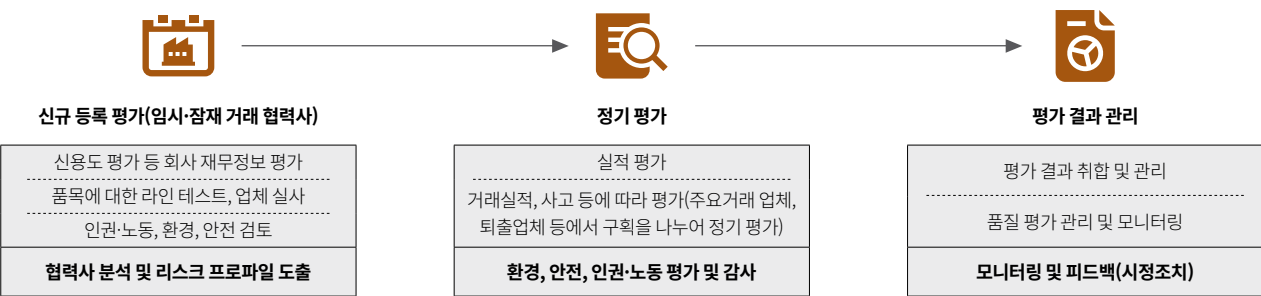 신규 등록 평가(임시·잠재 거래 협력사)
신용도 평가 등 회사 재무정보 평가
품목에 대한 라인 테스트, 업체 실사
인권·노동, 환경, 안전 검토
협력사 분석 및 리스크 프로파일 도출
정기 평가
실적 평가
거래실적, 사고 등에 따라 평가(주요거래 업체,
퇴출업체 등에서 구획을 나누어 정기 평가)
환경, 안전, 인권·노동 평가 및 감사
평가 결과 관리
평가 결과 취합 및 관리
품질 평가 관리 및 모니터링
모니터링 및 피드백(시정조치)